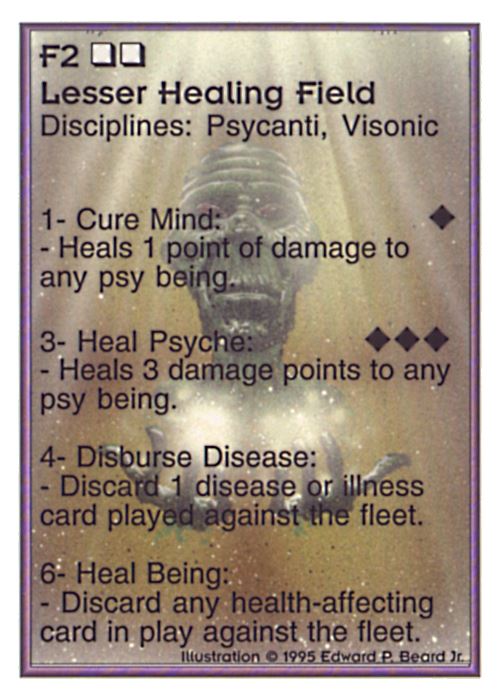 F2
Lesser Healing Field
Disciplines: Psycanti, Visonic
1- Cure Mind:
- Heals 1 point of damage to
any psy being.
3- Heal Psyche:
- Heals 3 damage points to any
psy being.
4- Disburse Disease:
- Discard 1 disease or illness
card played against the fleet.
6- Heal Being:
- Discard any health-affecting
card in play against the fleet.
Illustration © 1995 Edward P. Beard Jr.